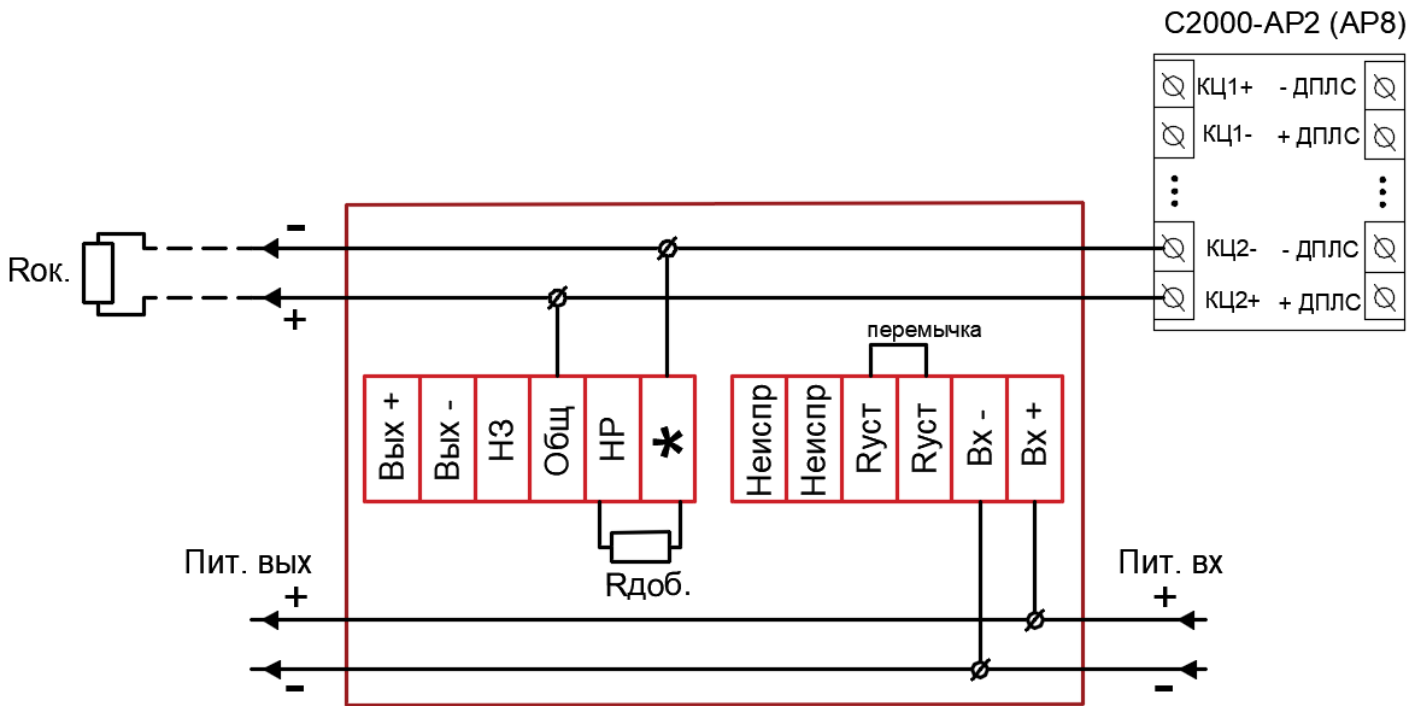 С2000-АР2 (АР8)
КЦ1+ - ДПЛС
КЦ1- + ДПЛС
КЦ2- - ДПЛС
КЦ2+ + ДПЛС
-
Rок.
+
перемычка
Вых +
Вых -
НЗ
Общ
НР
*
Неиспр
Неиспр
Rуст
Rуст
Вх -
Вх +
Rдоб.
Пит. вых
+
-
Пит. вх
+
-